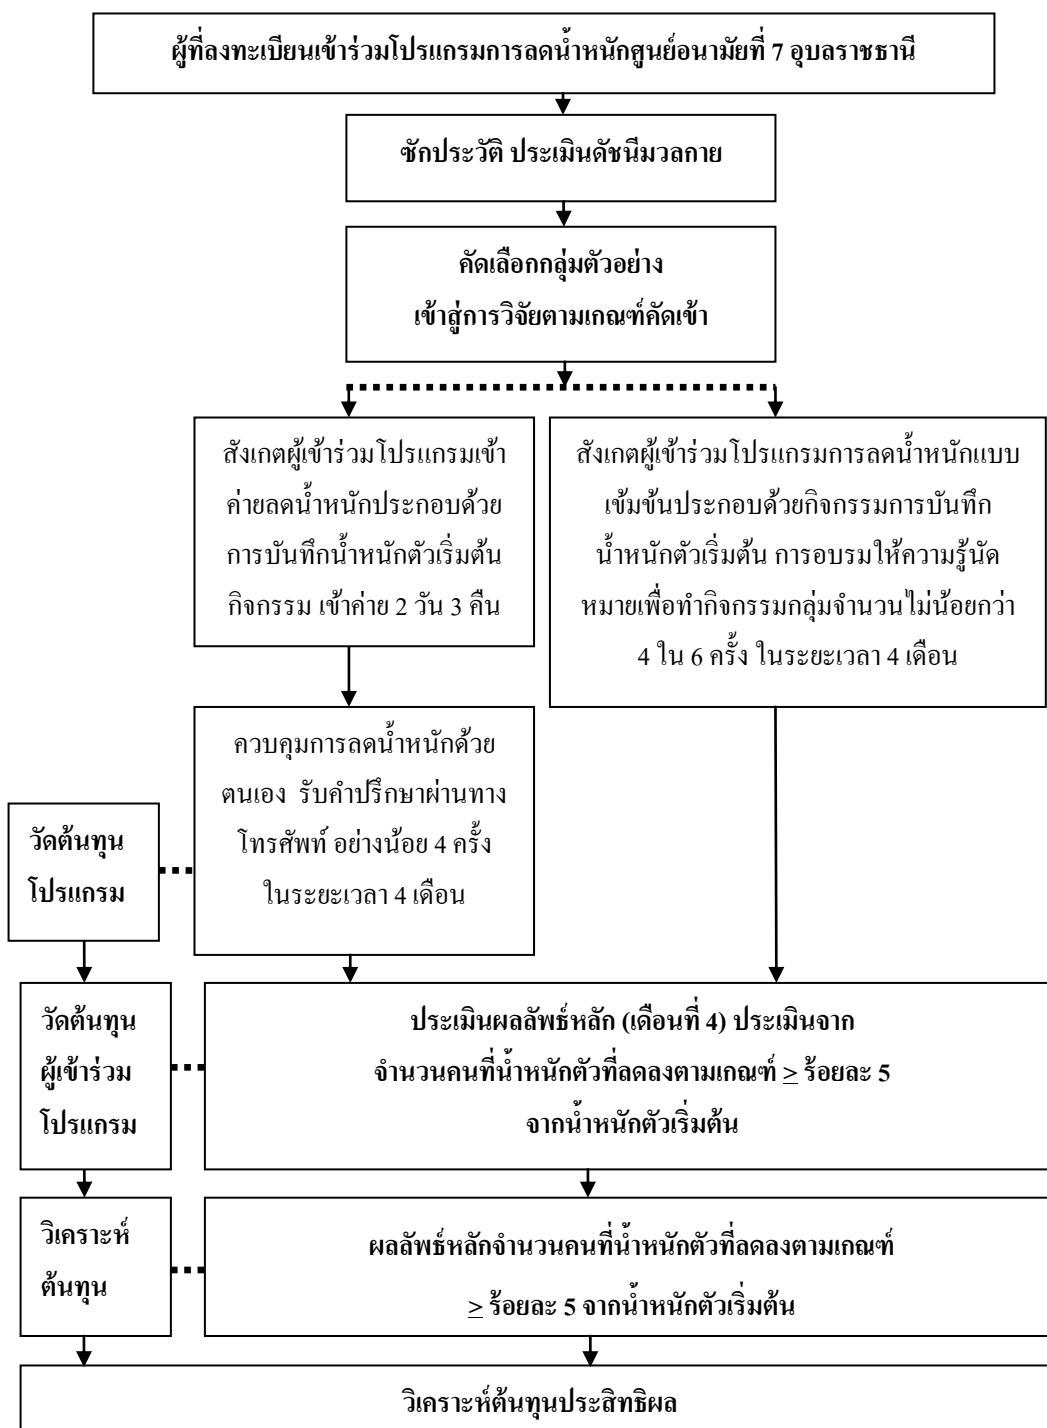 ผู้ที่ลงทะเบียนเข้าร่วมโปรแกรมการลดน้ำหนักศูนย์อนามัยที่ 7 อุบลราชธานี
ซักประวัติ ประเมินดัชนีมวลกาย
คัดเลือกกลุ่มตัวอย่าง
เข้าสู่การวิจัยตามเกณฑ์คัดเข้า
สังเกตผู้เข้าร่วมโปรแกรมเข้า
ค่ายลดน้ำหนักประกอบด้วย
การบันทึกน้ำหนักตัวเริ่มต้น
กิจกรรม เข้าค่าย 2 วัน 3 คืน
สังเกตผู้เข้าร่วมโปรแกรมการลดน้ำหนักแบบ
เข้มข้นประกอบด้วยกิจกรรมการบันทึก
น้ำหนักตัวเริ่มต้น การอบรมให้ความรู้นัด
หมายเพื่อทำกิจกรรมกลุ่มจำนวนไม่น้อยกว่า
4 ใน 6 ครั้ง ในระยะเวลา 4 เดือน
ควบคุมการลดน้ำหนักด้วย
ตนเอง รับคำปรึกษาผ่านทาง
โทรศัพท์ อย่างน้อย 4 ครั้ง
ในระยะเวลา 4 เดือน
วัดต้นทุน
โปรแกรม
วัดต้นทุน
ผู้เข้าร่วม
โปรแกรม
ประเมินผลลัพธ์หลัก (เดือนที่ 4) ประเมินจาก
จำนวนคนที่น้ำหนักตัวที่ลดลงตามเกณฑ์ ≥ ร้อยละ 5
จากน้ำหนักตัวเริ่มต้น
วิเคราะห์
ต้นทุน
ผลลัพธ์หลักจำนวนคนที่น้ำหนักตัวที่ลดลงตามเกณฑ์
≥ ร้อยละ 5 จากน้ำหนักตัวเริ่มต้น
วิเคราะห์ต้นทุนประสิทธิผล